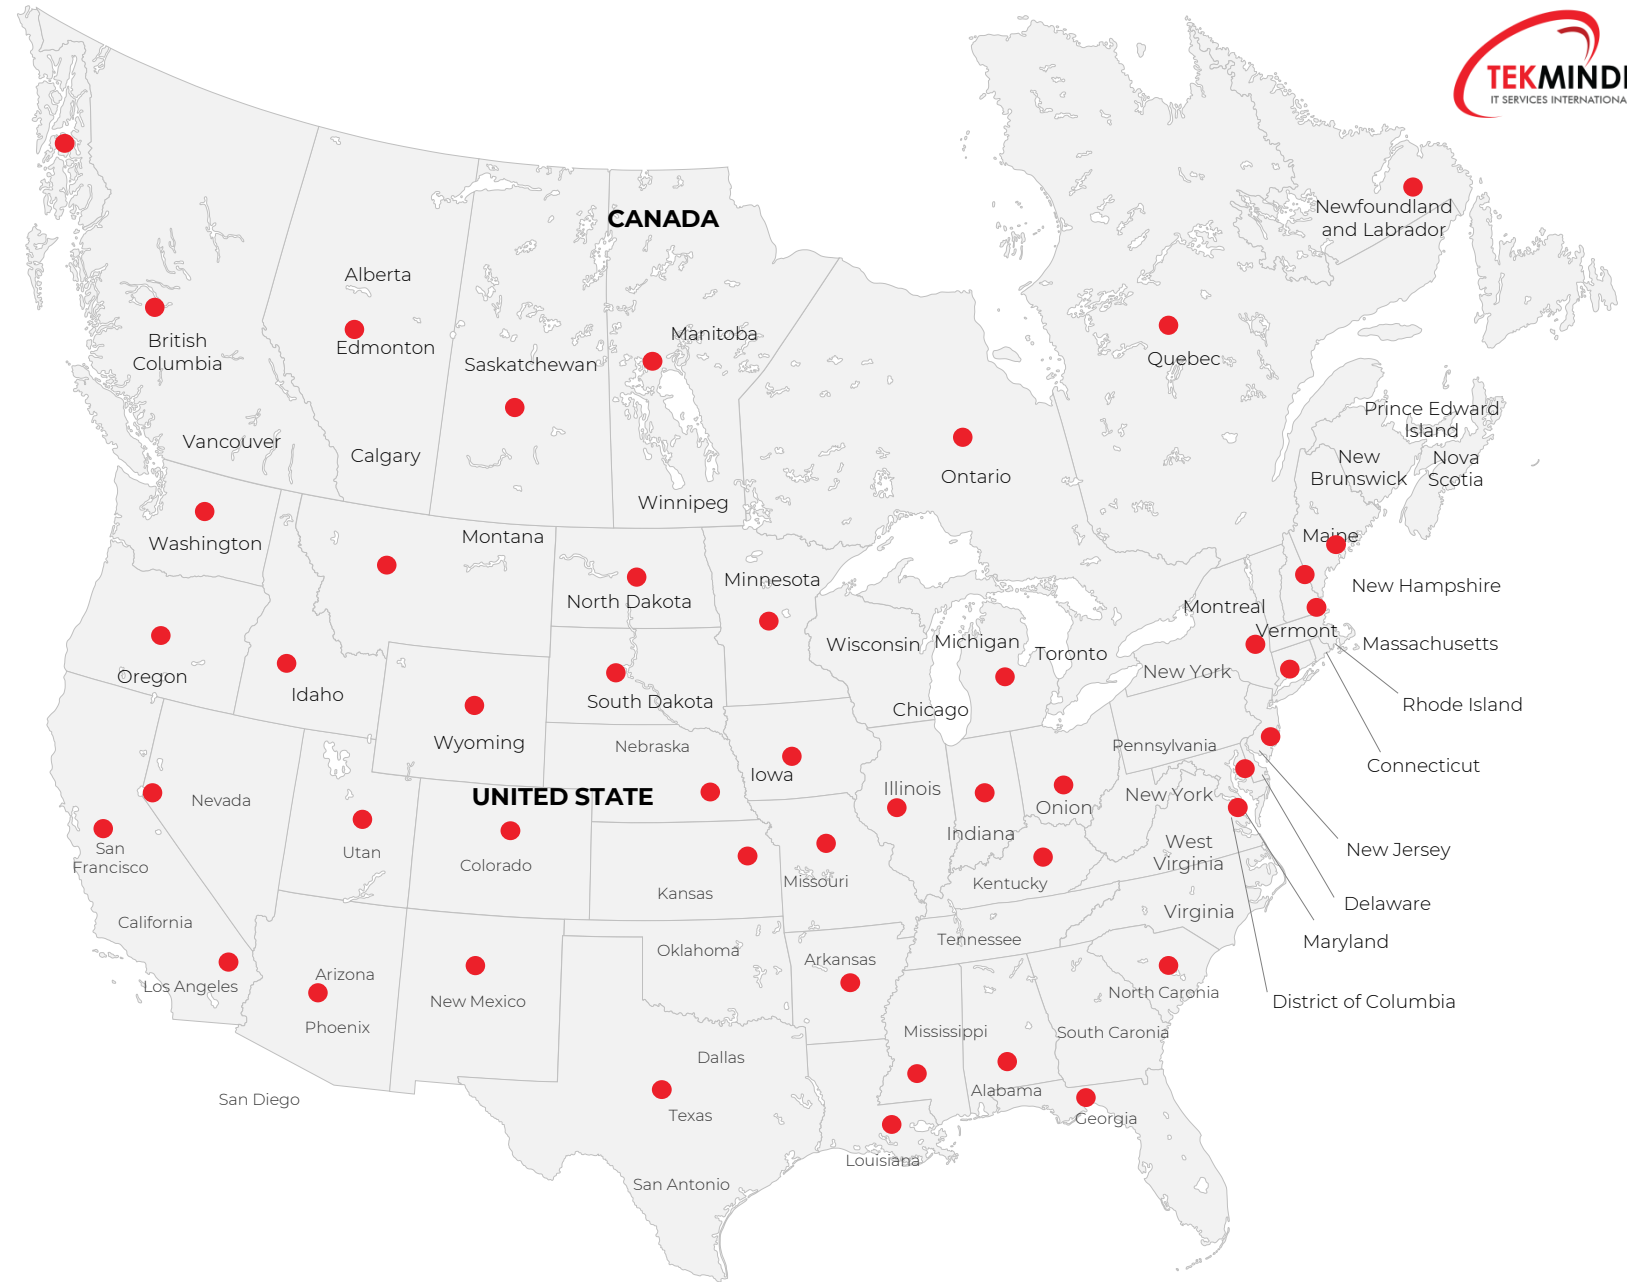 TEKMINDI
IT SERVICES INTERNATIONA
CANADA
Newfoundland
and Labrador
Alberta
British
Columbia
Edmonton
Saskatchewan
Manitoba
Quebec
Prince Edward
Island
Vancouver
Calgary
Winnipeg
Ontario
New
Brunswick
Nova
Scotia
Washington
Montana
Maine
North Dakota
Minnesota
New Hampshire
Montreal
Vermont
Massachusetts
Wisconsin
Michigan
Toronto
New York
Oregon
Idaho
South Dakota
Chicago
Rhode Island
Wyoming
Nebraska
Pennsylvania
Connecticut
Iowa
UNITED STATE
Nevada
Illinois
Onion
New York
San
Francisco
Utan
Colorado
Indiana
West
Virginia
New Jersey
Kansas
Missouri
Kentucky
Delaware
California
Virginia
Maryland
Oklahoma
Tennessee
Arkansas
Los Angeles
Arizona
New Mexico
North Caronia
District of Columbia
Phoenix
Mississippi
South Caronia
Dallas
San Diego
Texas
Alabama
Georgia
Louisiana
San Antonio